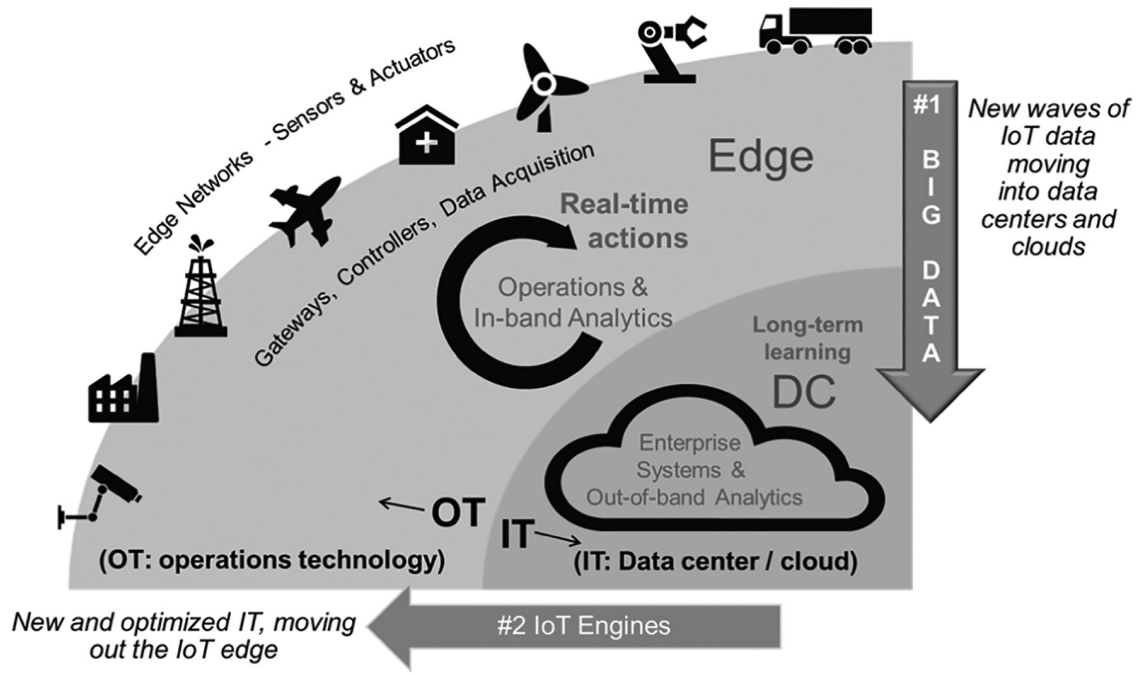 Edge Networks - Sensors & Actuators
Gateways, Controllers, Data Acquisition
Edge
Real-time
actions
Operations &
In-band Analytics
#1
BIG
DATA
New waves of
IoT data
moving
into data
centers and
clouds
Long-term
learning
DC
Enterprise
Systems &
Out-of-band Analytics
OT
IT
(OT: operations technology)
(IT: Data center / cloud)
New and optimized IT, moving
out the IoT edge
#2 IoT Engines